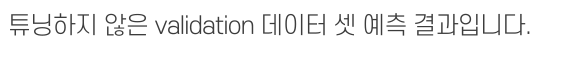 튜닝하지 않은 validation 데이터 셋 예측 결과입니다.